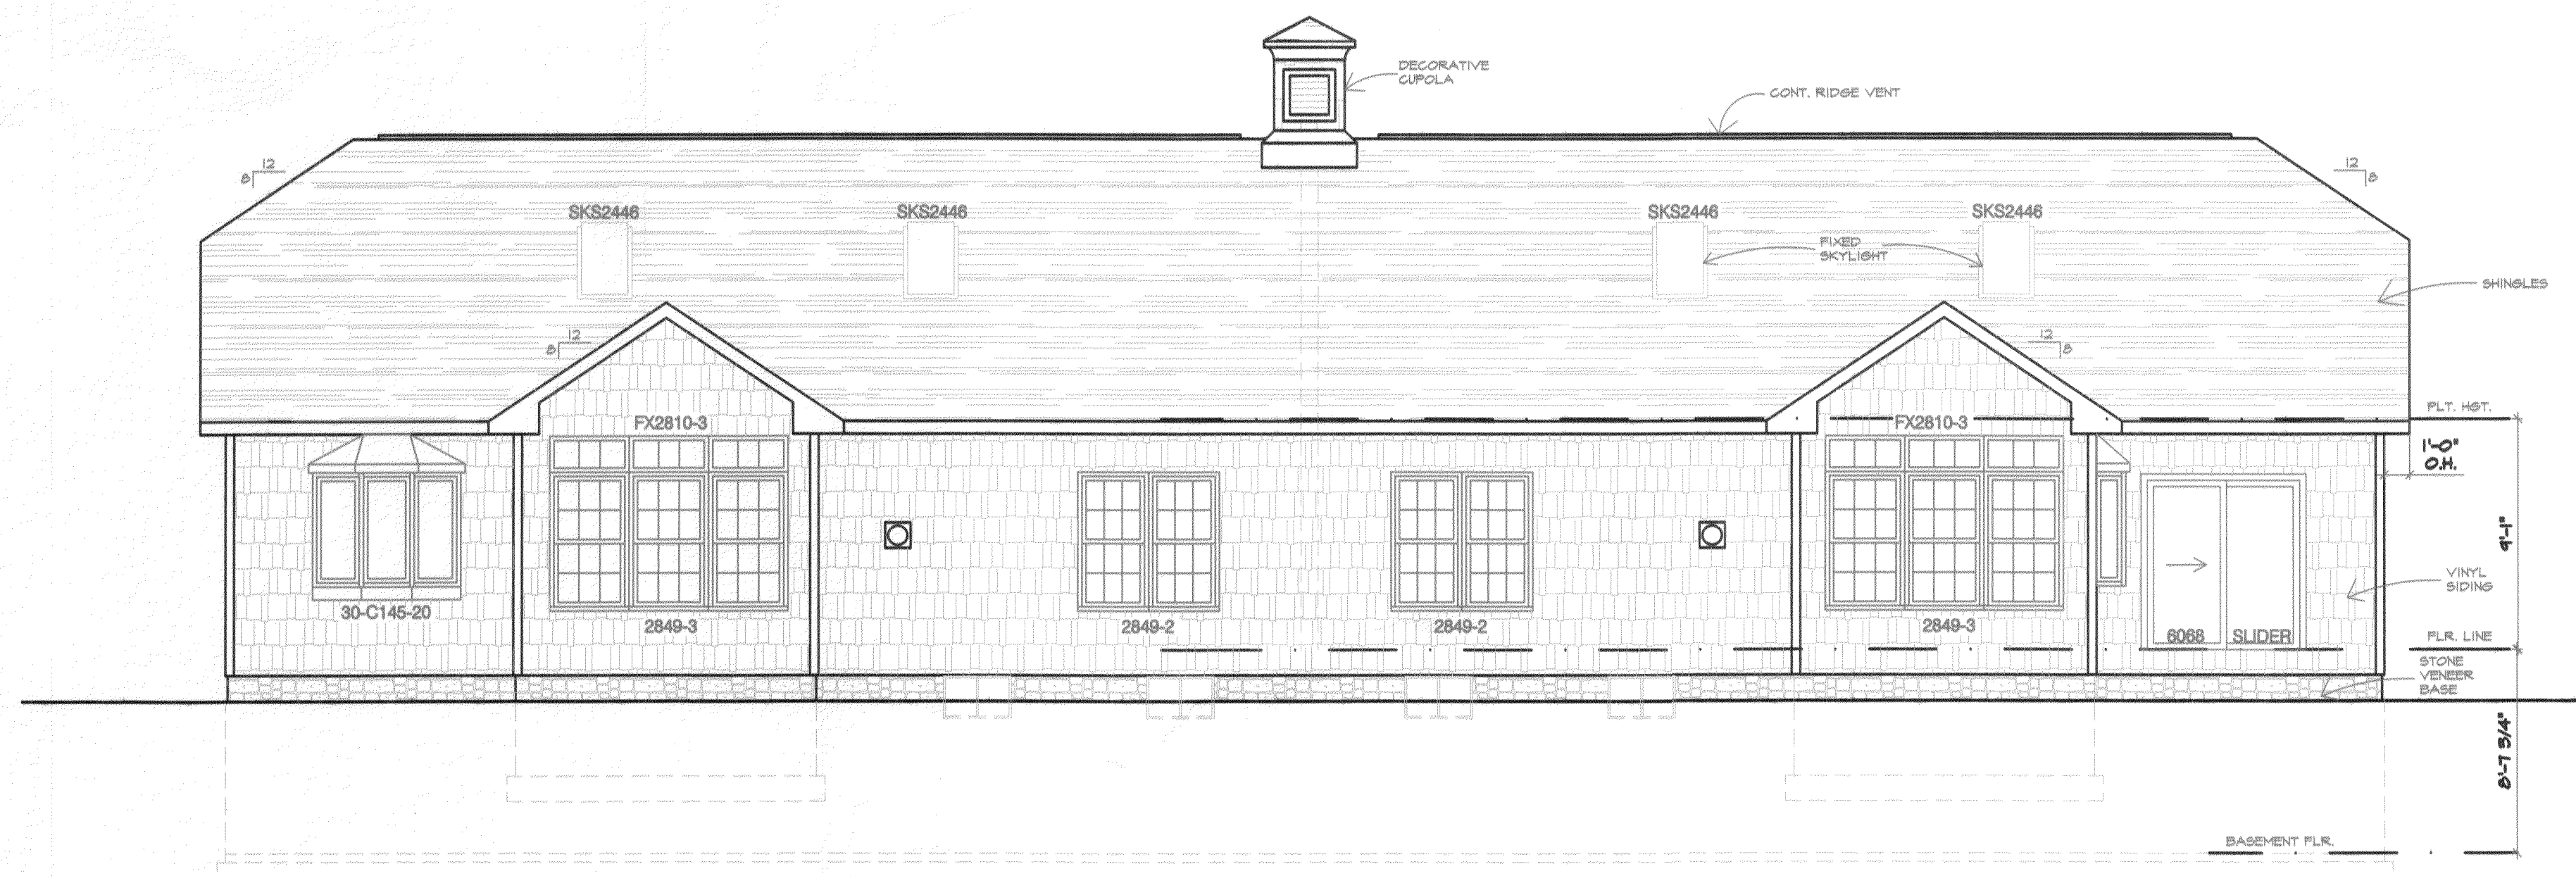 DECORATIVE
CUPOLA
CONT. RIDGE VENT
12
8
12
8
SKS2446
SKS2446
SKS2446
SKS2446
FIXED
SKYLIGHT
SHINGLES
12
8
12
8
PLT. HGT.
FX2810-3
FX2810-3
1'-0"
O.H.
9'-1"
VINYL
SIDING
30-C145-20
2849-3
2849-2
2849-2
2849-3
6068
SLIDER
FLR. LINE
STONE
VENEER
BASE
8'-7 3/4"
BASEMENT FLR.